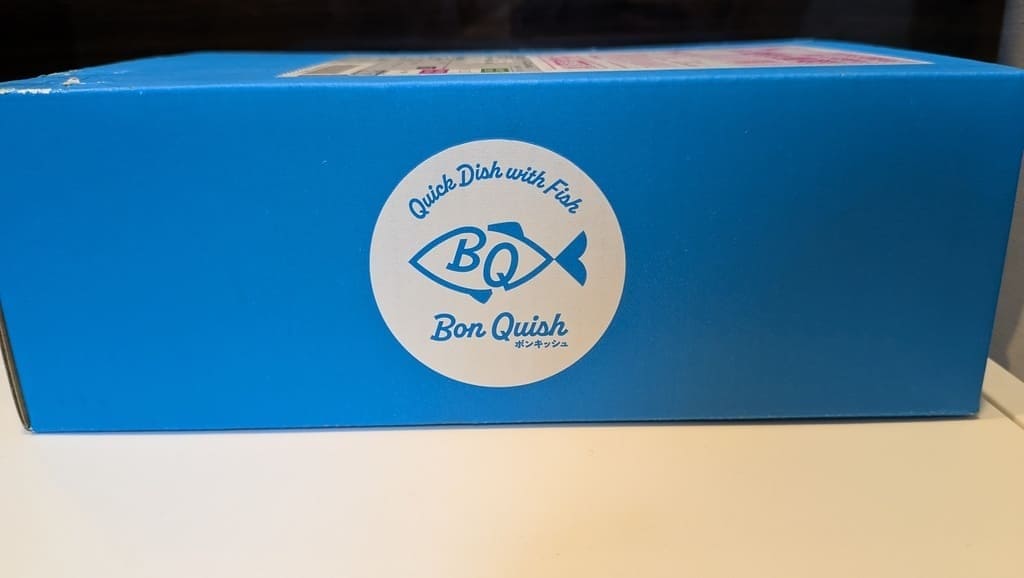 Quick Dish with Fish
BQ
Bon Quish
ボンキッシュ